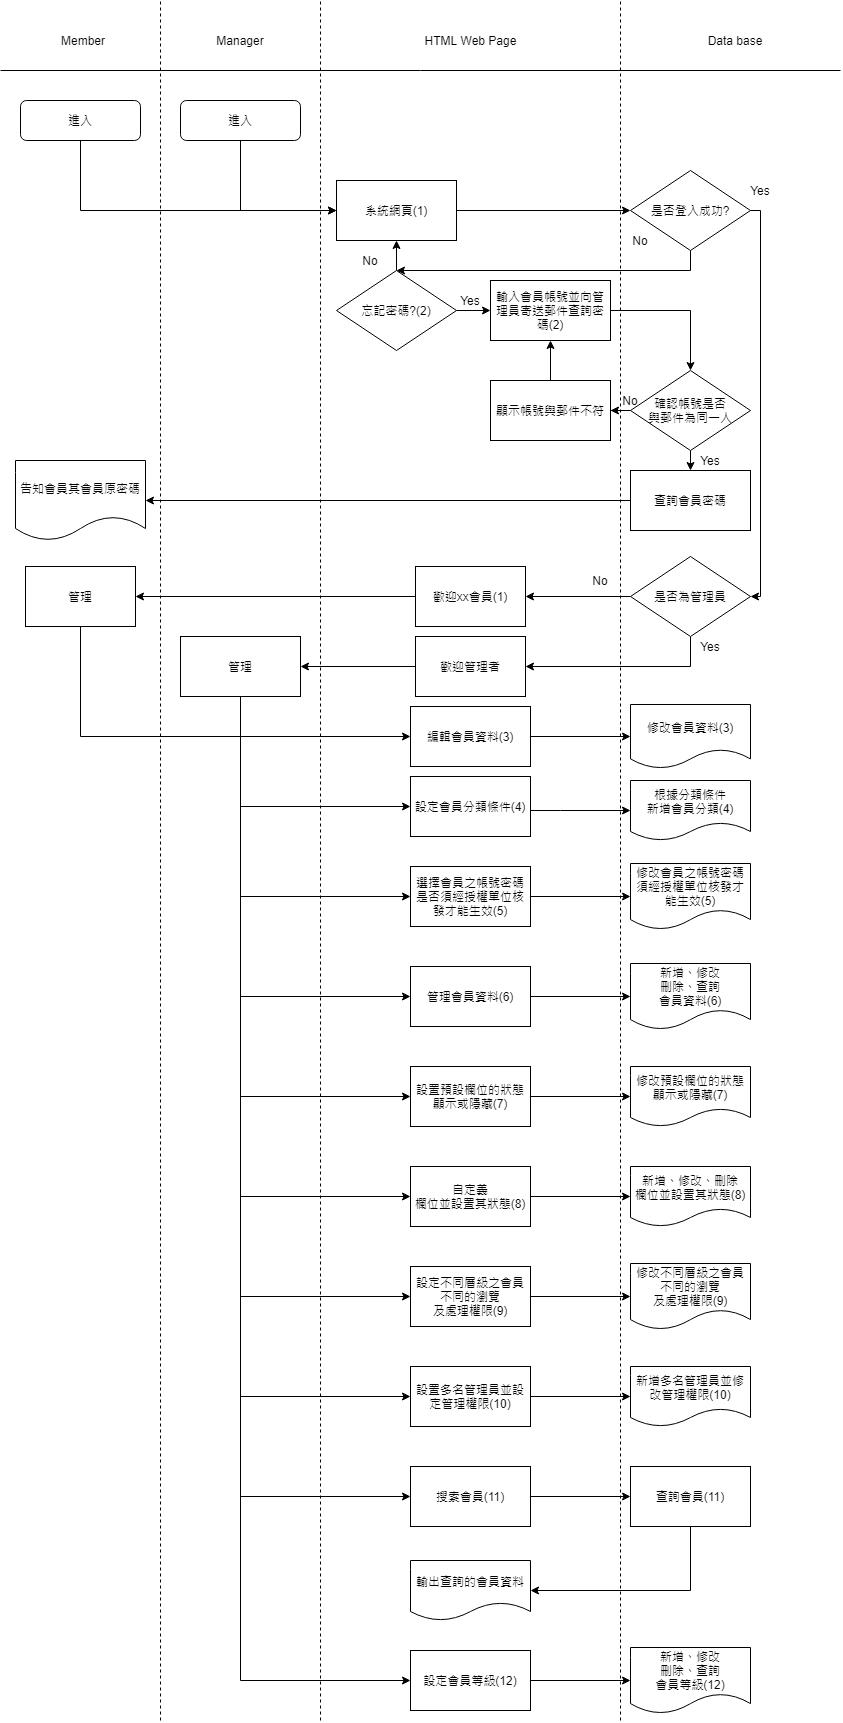 Member
Manager
HTML Web Page
Data base
進入
進入
系統網頁(1)
是否登入成功?
Yes
No
No
忘記密碼?(2)
Yes
輸入會員帳號並向管
理員寄送郵件查詢密
碼(2)
顯示帳號與郵件不符
No
確認帳號是否
與郵件為同一人
Yes
告知會員其會員原密碼
查詢會員密碼
管理
歡迎xx會員(1)
No
是否為管理員
Yes
管理
歡迎管理者
編輯會員資料(3)
修改會員資料(3)
設定會員分類條件(4)
根據分類條件
新增會員分類(4)
選擇會員之帳號密碼
是否須經授權單位核
發才能生效(5)
修改會員之帳號密碼
須經授權單位核發才
能生效(5)
管理會員資料(6)
新增、修改
刪除、查詢
會員資料(6)
設置預設欄位的狀態
顯示或隱藏(7)
修改預設欄位的狀態
顯示或隱藏(7)
自定義
欄位並設置其狀態(8)
新增、修改、刪除
欄位並設置其狀態(8)
設定不同層級之會員
不同的瀏覽
及處理權限(9)
修改不同層級之會員
不同的瀏覽
及處理權限(9)
設置多名管理員並設
定管理權限(10)
新增多名管理員並修
改管理權限(10)
搜索會員(11)
查詢會員(11)
輸出查詢的會員資料
設定會員等級(12)
新增、修改
刪除、查詢
會員等級(12)